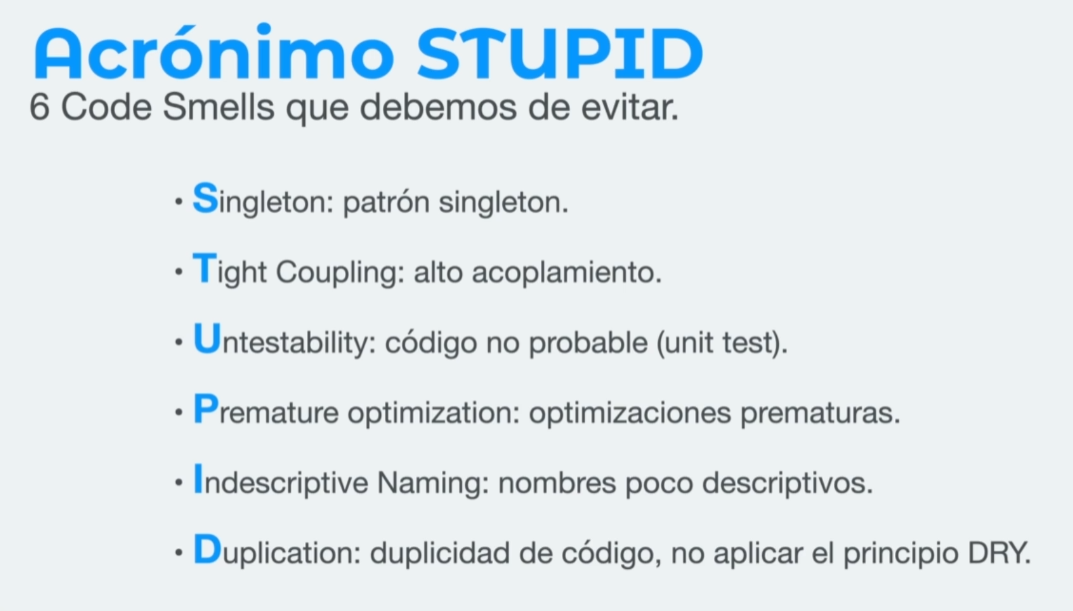 Acrónimo STUPID
6 Code Smells que debemos de evitar.
• Singleton: patrón singleton.
• Tight Coupling: alto acoplamiento.
• Untestability: código no probable (unit test).
• Premature optimization: optimizaciones prematuras.
• Indescriptive Naming: nombres poco descriptivos.
• Duplication: duplicidad de código, no aplicar el principio DRY.